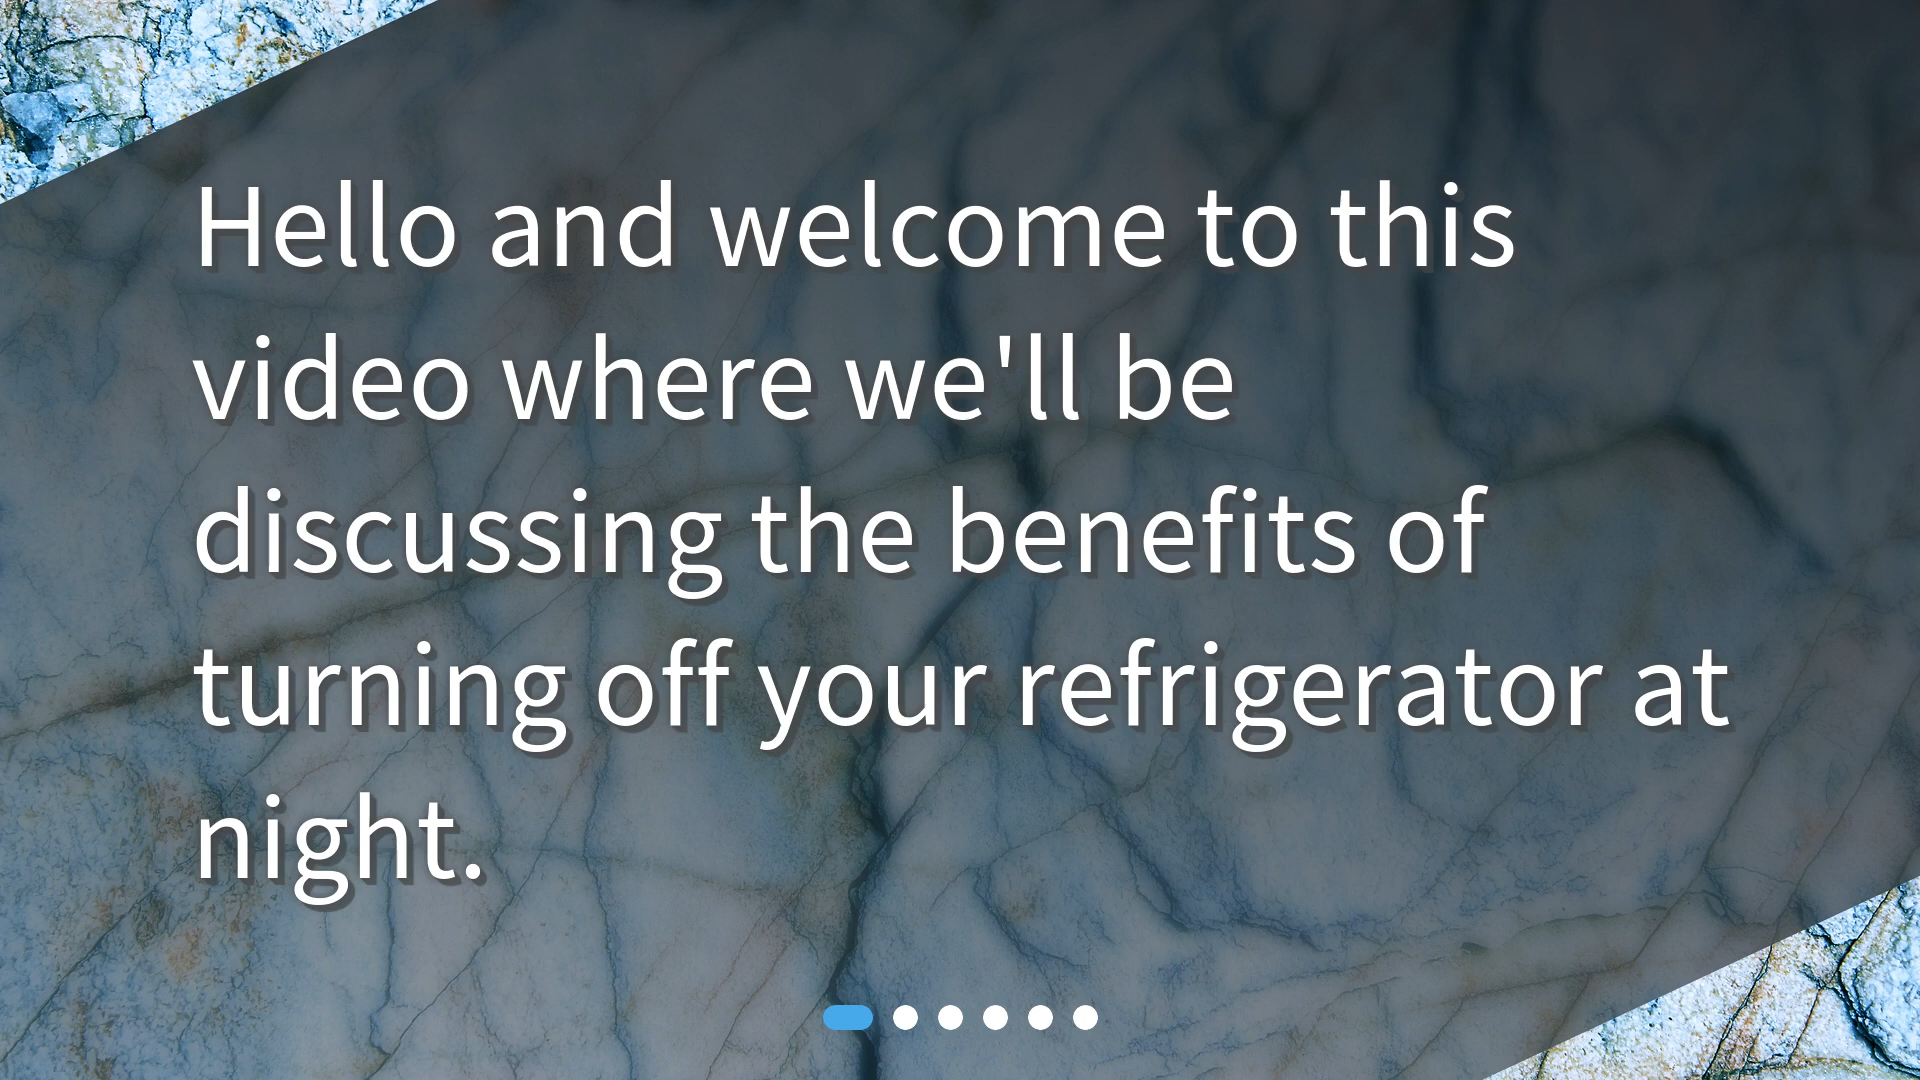 Hello and welcome to this
video where we'll be
discussing the benefits of
turning off your refrigerator at
night.